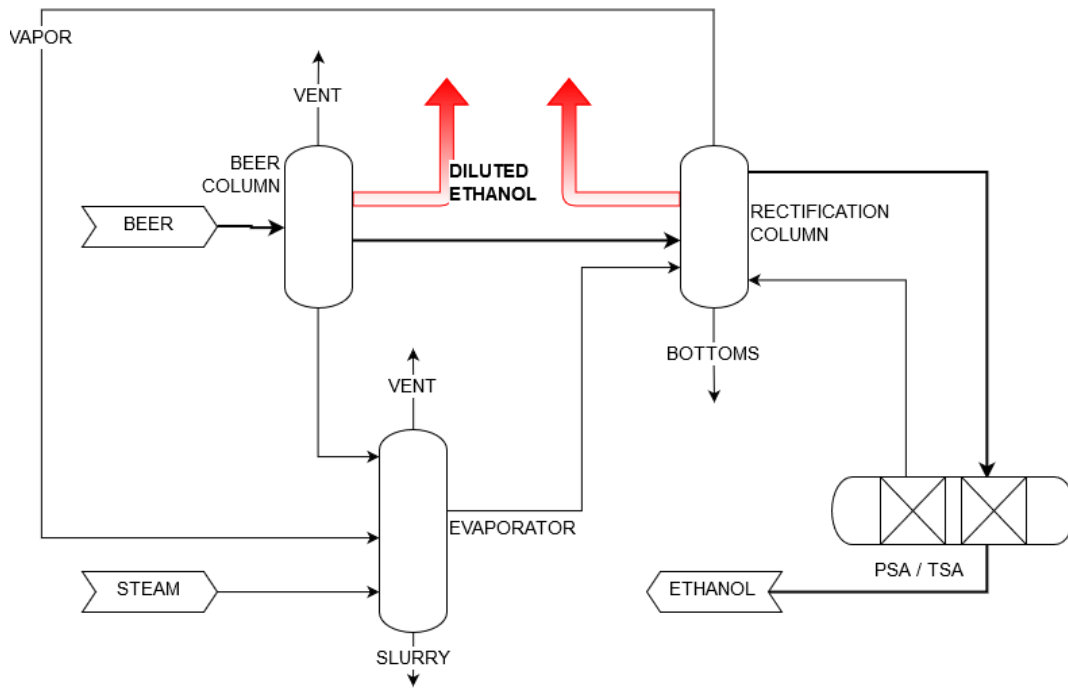 VAPOR
VENT
BEER
COLUMN
DILUTED
ETHANOL
BEER
RECTIFICATION
COLUMN
BOTTOMS
VENT
EVAPORATOR
STEAM
PSA / TSA
ETHANOL
SLURRY